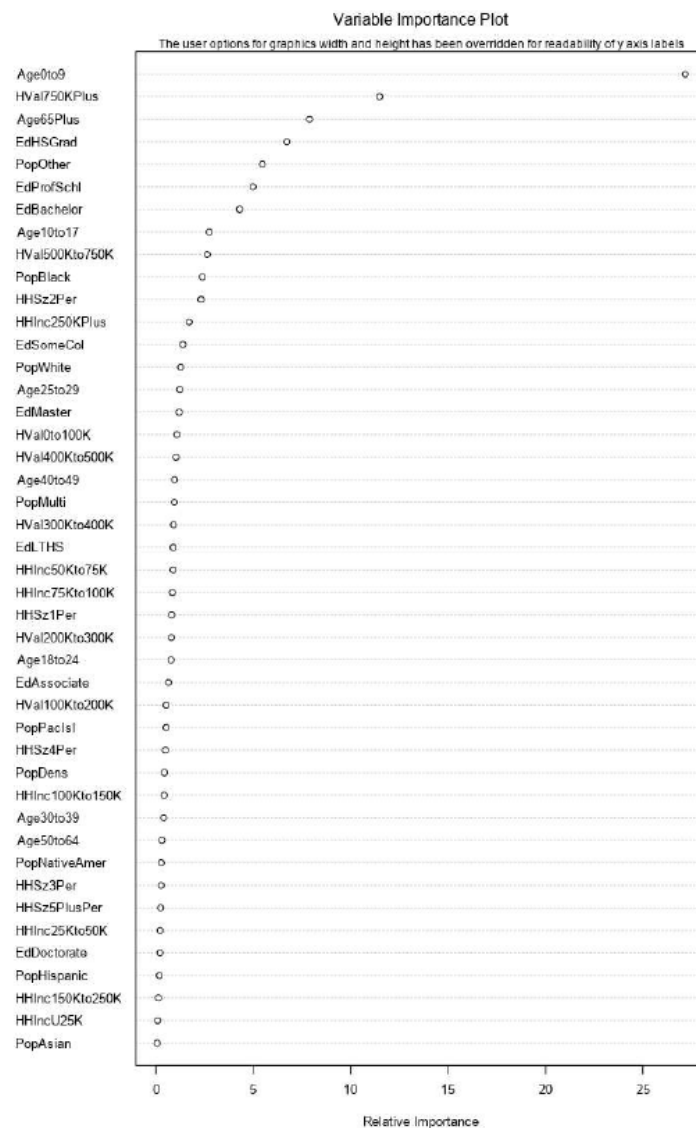 Variable Importance Plot
The user options for graphics width and height has been overridden for readability of y axis labels
Age0to9
HVal750KPlus
Age65Plus
EdHSGrad
PopOther
EdProfSchl
EdBachelor
Age10to17
HVal500Kto750K
PopBlack
HHSz2Per
HHInc250KPlus
EdSomeCol
PopWhite
Age25to29
EdMaster
HVal0to100K
HVal400Kto500K
Age40to49
PopMulti
HVal300Kto400K
EdLTHS
HHInc50Kto75K
HHInc75Kto100K
HHSz1Per
HVal200Kto300K
Age18to24
EdAssociate
HVal100Kto200K
PopPacIsl
HHSz4Per
PopDens
HHInc100Kto150K
Age30to39
Age50to64
PopNativeAmer
HHSz3Per
HHSz5PlusPer
HHInc25Kto50K
EdDoctorate
PopHispanic
HHInc150Kto250K
HHIncU25K
PopAsian
0 5 10 15 20 25
Relative Importance